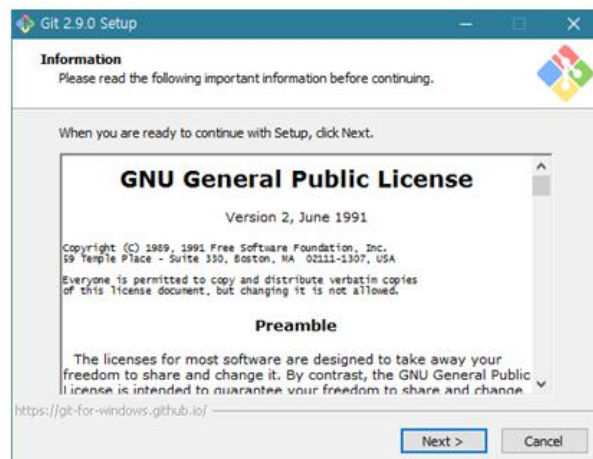 Git 2.9.0 Setup
Information
Please read the following important information before continuing.
When you are ready to continue with Setup, click Next.
GNU General Public License
Version 2, June 1991
Copyright (C) 1989, 1991 Free Software Foundation, Inc.
59 Temple Place - Suite 330, Boston, MA  02111-1307, USA
Everyone is permitted to copy and distribute verbatim copies
of this license document, but changing it is not allowed.
Preamble
The licenses for most software are designed to take away your
freedom to share and change it. By contrast, the GNU General Public
License is intended to guarantee your freedom to share and change
https://git-for-windows.github.io/
Next >
Cancel